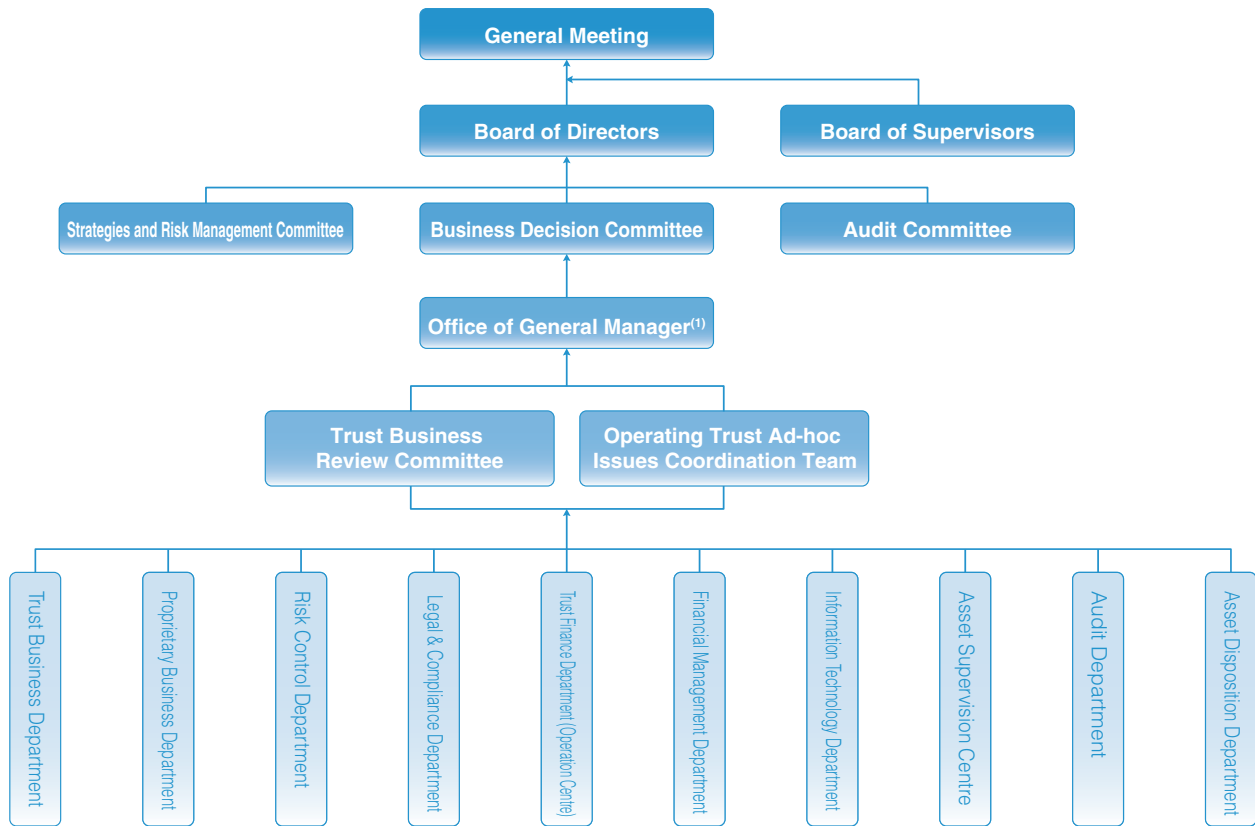 General Meeting
Board of Directors
Board of Supervisors
Strategies and Risk Management Committee
Business Decision Committee
Audit Committee
Office of General Manager(1)
Trust Business
Review Committee
Operating Trust Ad-hoc
Issues Coordination Team
Trust Business Department
Proprietary Business Department
Risk Control Department
Legal & Compliance Department
Trust Finance Department (Operation Centre)
Financial Management Department
Information Technology Department
Asset Supervision Centre
Audit Department
Asset Disposition Department